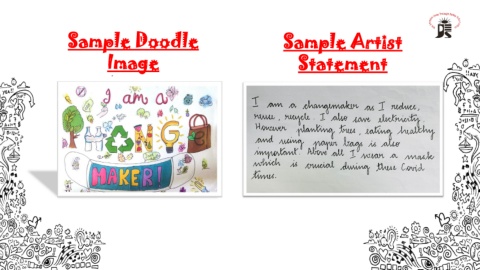 Sample Doodle
Image
Sample Artist
Statement
I am a
CHANGE
MAKER!
I am a changemaker as I reduce,
reuse, recycle. I also save electricity.
However planting trees, eating healthy
and using paper bags is also
important. Above all I wear a mask
which is crucial during these Covid
times.